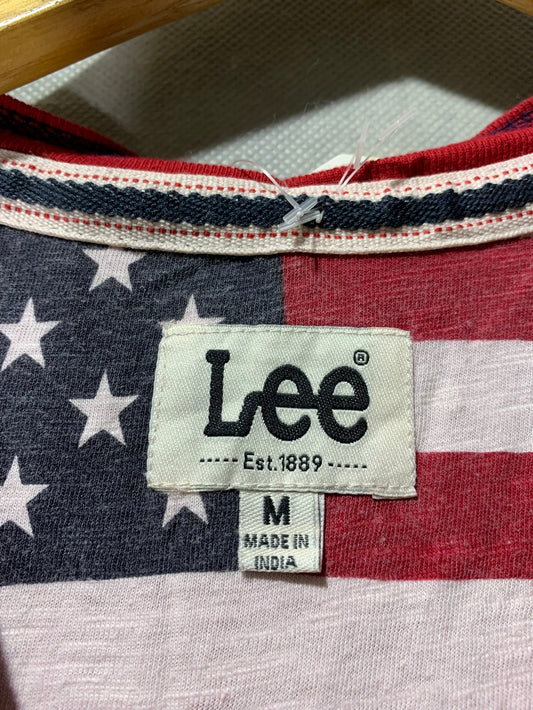 Lee®
----- Est.1889 -----
M
MADE IN
INDIA